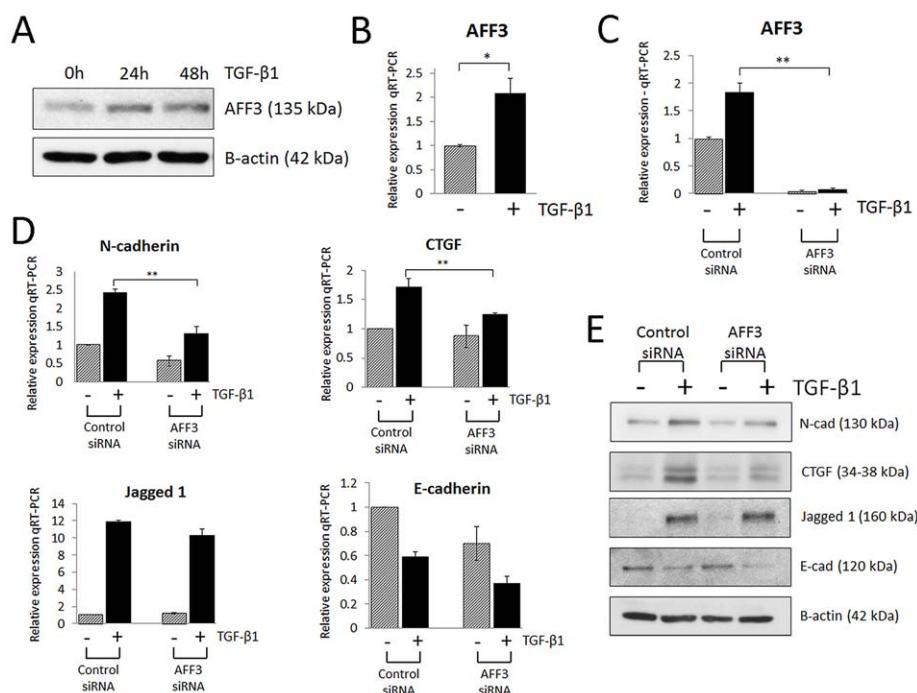 A
0h 24h 48h TGF-β1
AFF3 (135 kDa)
B-actin (42 kDa)
B
AFF3
Relative expression qRT-PCR
2.5
2
1.5
1
0.5
0
*
- + TGF-β1
C
AFF3
Relative expression - qRT-PCR
2.5
2
1.5
1
0.5
0
**
- + - + TGF-β1
Control siRNA
AFF3 siRNA
D
N-cadherin
Relative expression qRT-PCR
3
2.5
2
1.5
1
0.5
0
**
- + - + TGF-β1
Control siRNA
AFF3 siRNA
CTGF
Relative expression qRT-PCR
2
1.5
1
0.5
0
**
- + - + TGF-β1
Control siRNA
AFF3 siRNA
Jagged 1
Relative expression qRT-PCR
14
12
10
8
6
4
2
0
- + - + TGF-β1
Control siRNA
AFF3 siRNA
E-cadherin
Relative expression qRT-PCR
1.2
1
0.8
0.6
0.4
0.2
0
- + - + TGF-β1
Control siRNA
AFF3 siRNA
E
Control siRNA
AFF3 siRNA
- + - + TGF-β1
N-cad (130 kDa)
CTGF (34-38 kDa)
Jagged 1 (160 kDa)
E-cad (120 kDa)
B-actin (42 kDa)